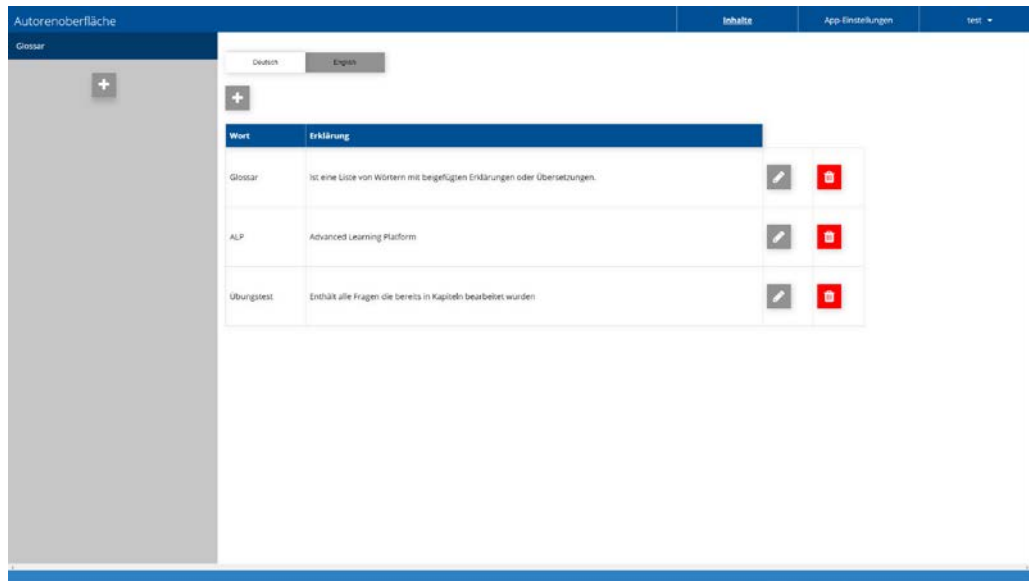 Autorenoberfläche
Inhalte
App-Einstellungen
test
Glossar
Deutsch
English
Wort
Erklärung
Glossar
Ist eine Liste von Wörtern mit beigefügten Erklärungen oder Übersetzungen.
ALP
Advanced Learning Platform
Übungstest
Enthält alle Fragen die bereits in Kapiteln bearbeitet wurden